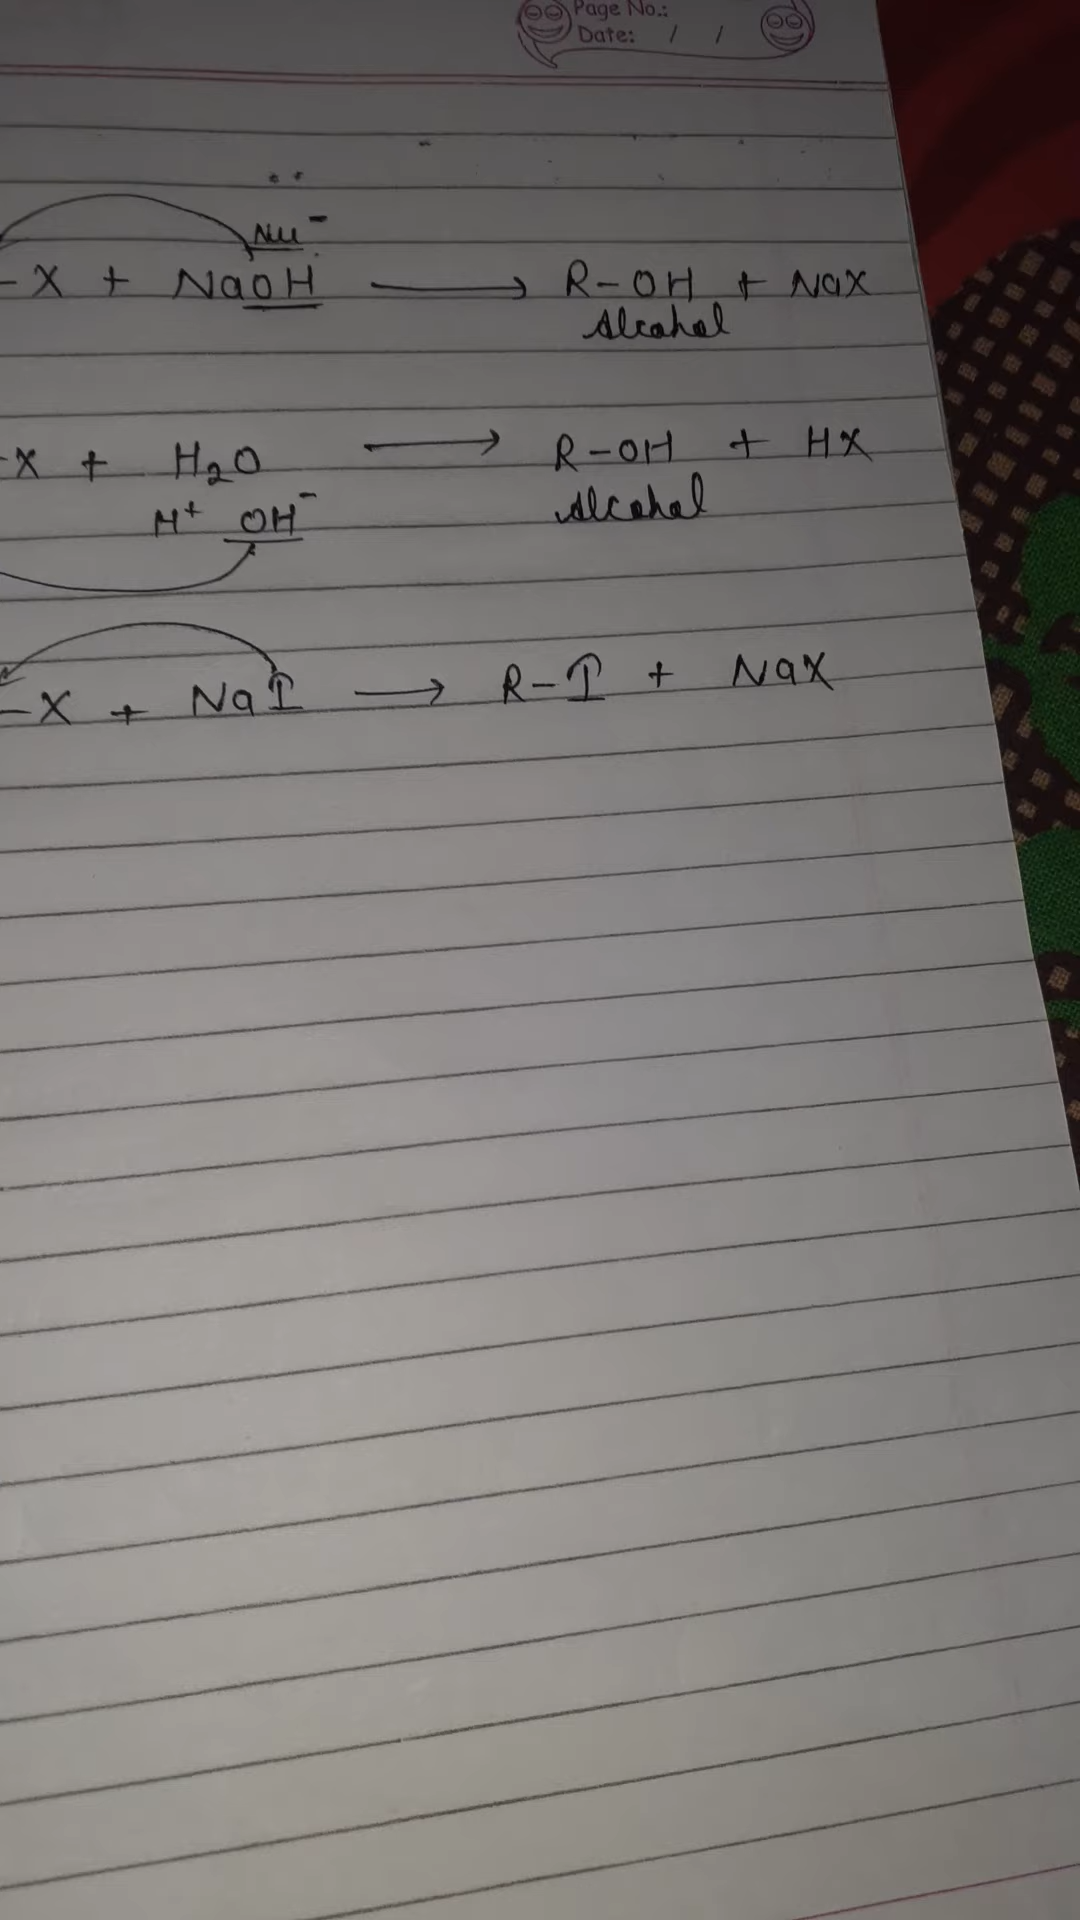 Page No.:
Date: / /
Nu⁻
-X + NaOH ⟶ R-OH + NaX
Alcohal
-X + H₂O ⟶ R-OH + HX
H⁺ OH⁻ Alcohal
-X + NaI ⟶ R-I + NaX